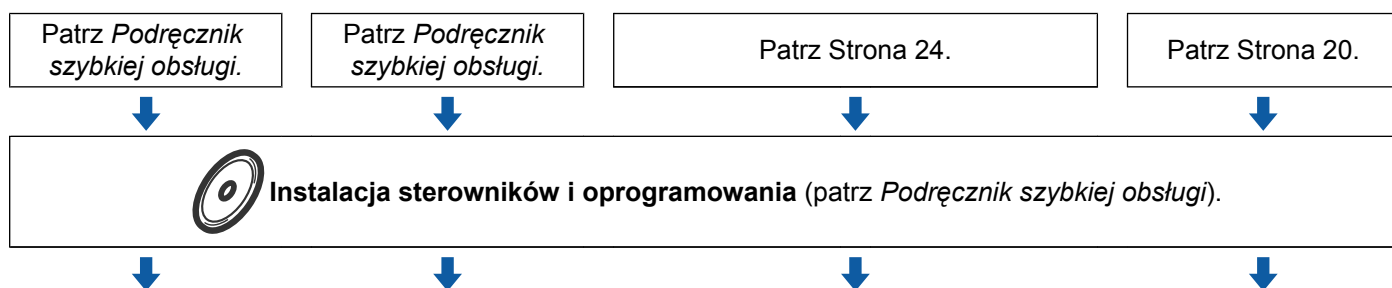 Patrz Podręcznik
szybkiej obsługi.
Patrz Podręcznik
szybkiej obsługi.
Patrz Strona 24.
Patrz Strona 20.
Instalacja sterowników i oprogramowania (patrz Podręcznik szybkiej obsługi).